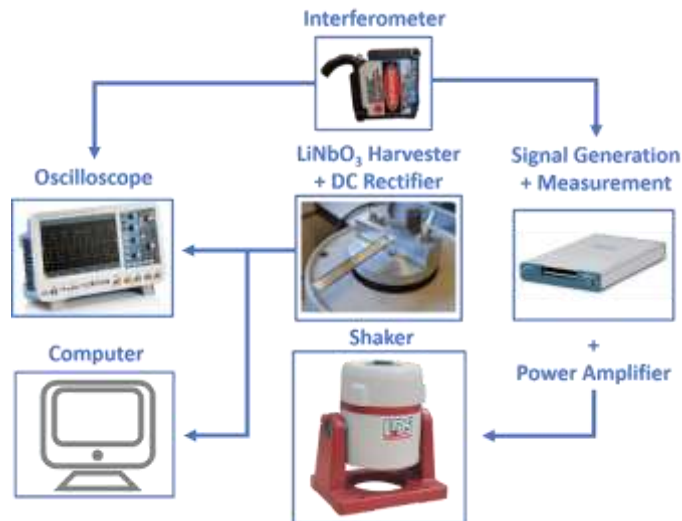 Interferometer
LiNbO₃ Harvester
+ DC Rectifier
Signal Generation
+ Measurement
Oscilloscope
Computer
Shaker
+
Power Amplifier